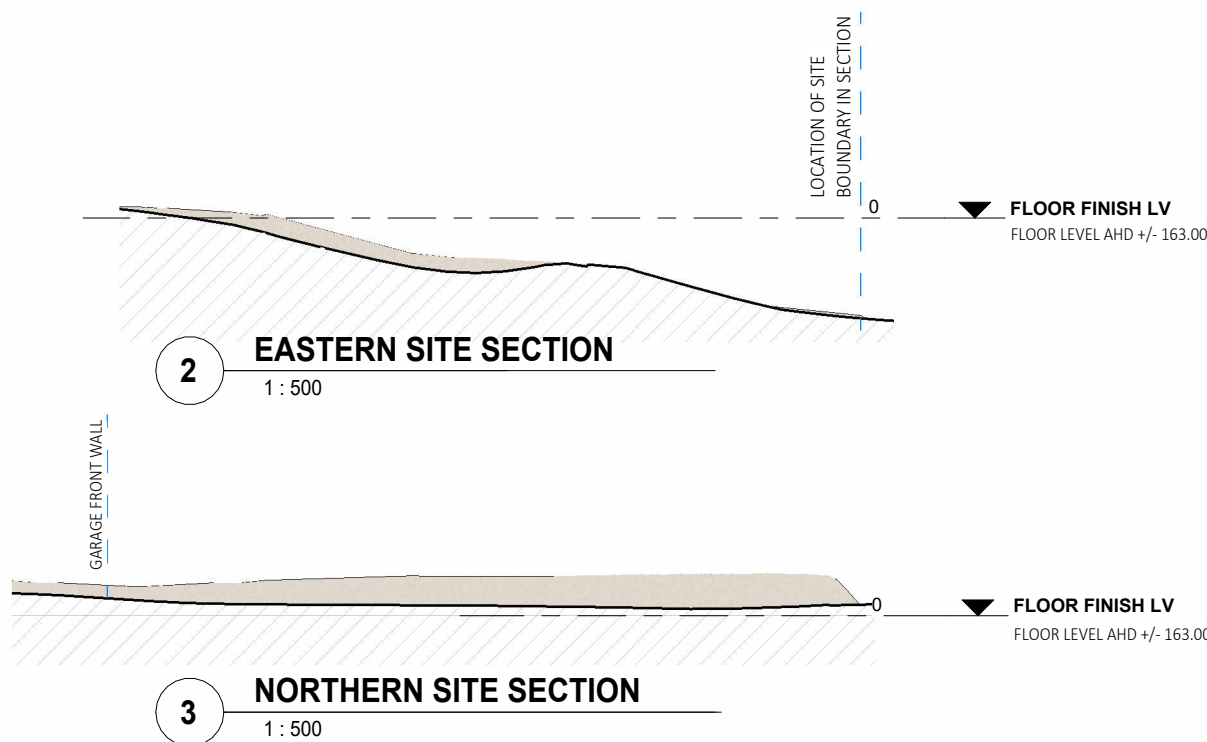 LOCATION OF SITE
BOUNDARY IN SECTION
0
FLOOR FINISH LV
FLOOR LEVEL AHD +/- 163.00
2
EASTERN SITE SECTION
1 : 500
GARAGE FRONT WALL
0
FLOOR FINISH LV
FLOOR LEVEL AHD +/- 163.00
3
NORTHERN SITE SECTION
1 : 500